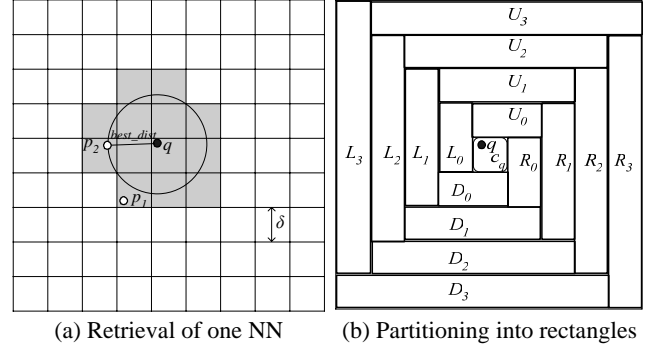 best_dist
p2
q
p1
δ
(a) Retrieval of one NN
U3
U2
U1
U0
L3
L2
L1
L0
q
cq
R0
R1
R2
R3
D0
D1
D2
D3
(b) Partitioning into rectangles